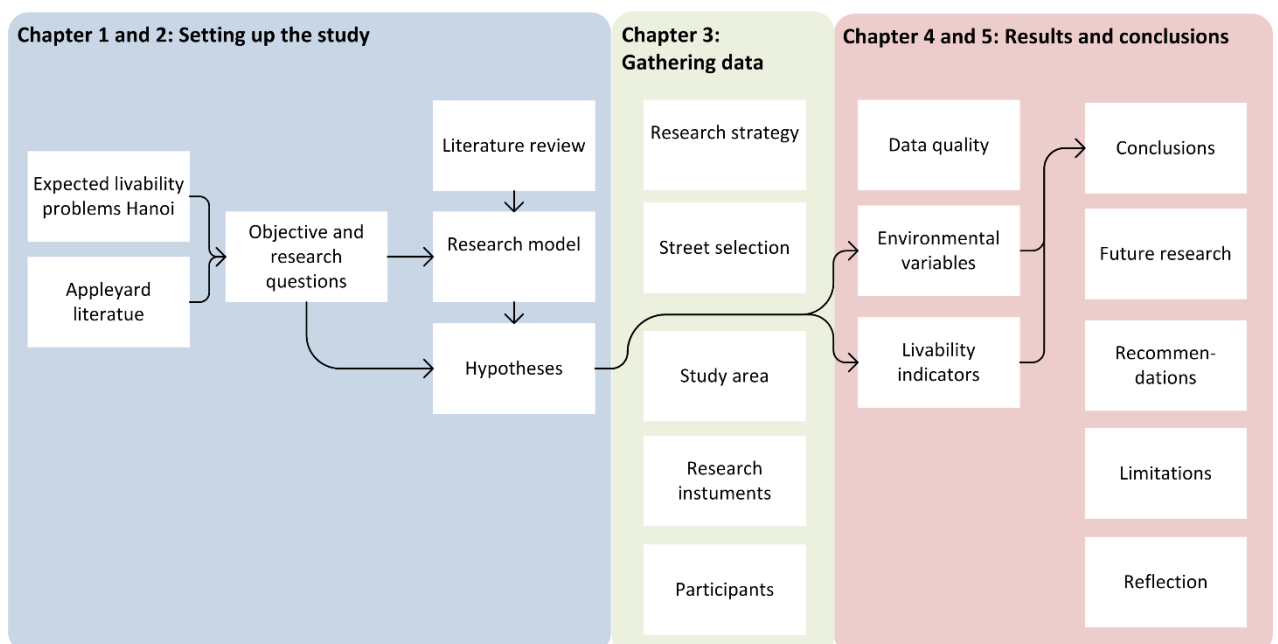 Chapter 1 and 2: Setting up the study
Expected livability
problems Hanoi
Appleyard
literatue
Objective and
research
questions
Literature review
Research model
Hypotheses
Chapter 3:
Gathering data
Research strategy
Street selection
Study area
Research
instuments
Participants
Chapter 4 and 5: Results and conclusions
Data quality
Environmental
variables
Livability
indicators
Conclusions
Future research
Recommen-
dations
Limitations
Reflection